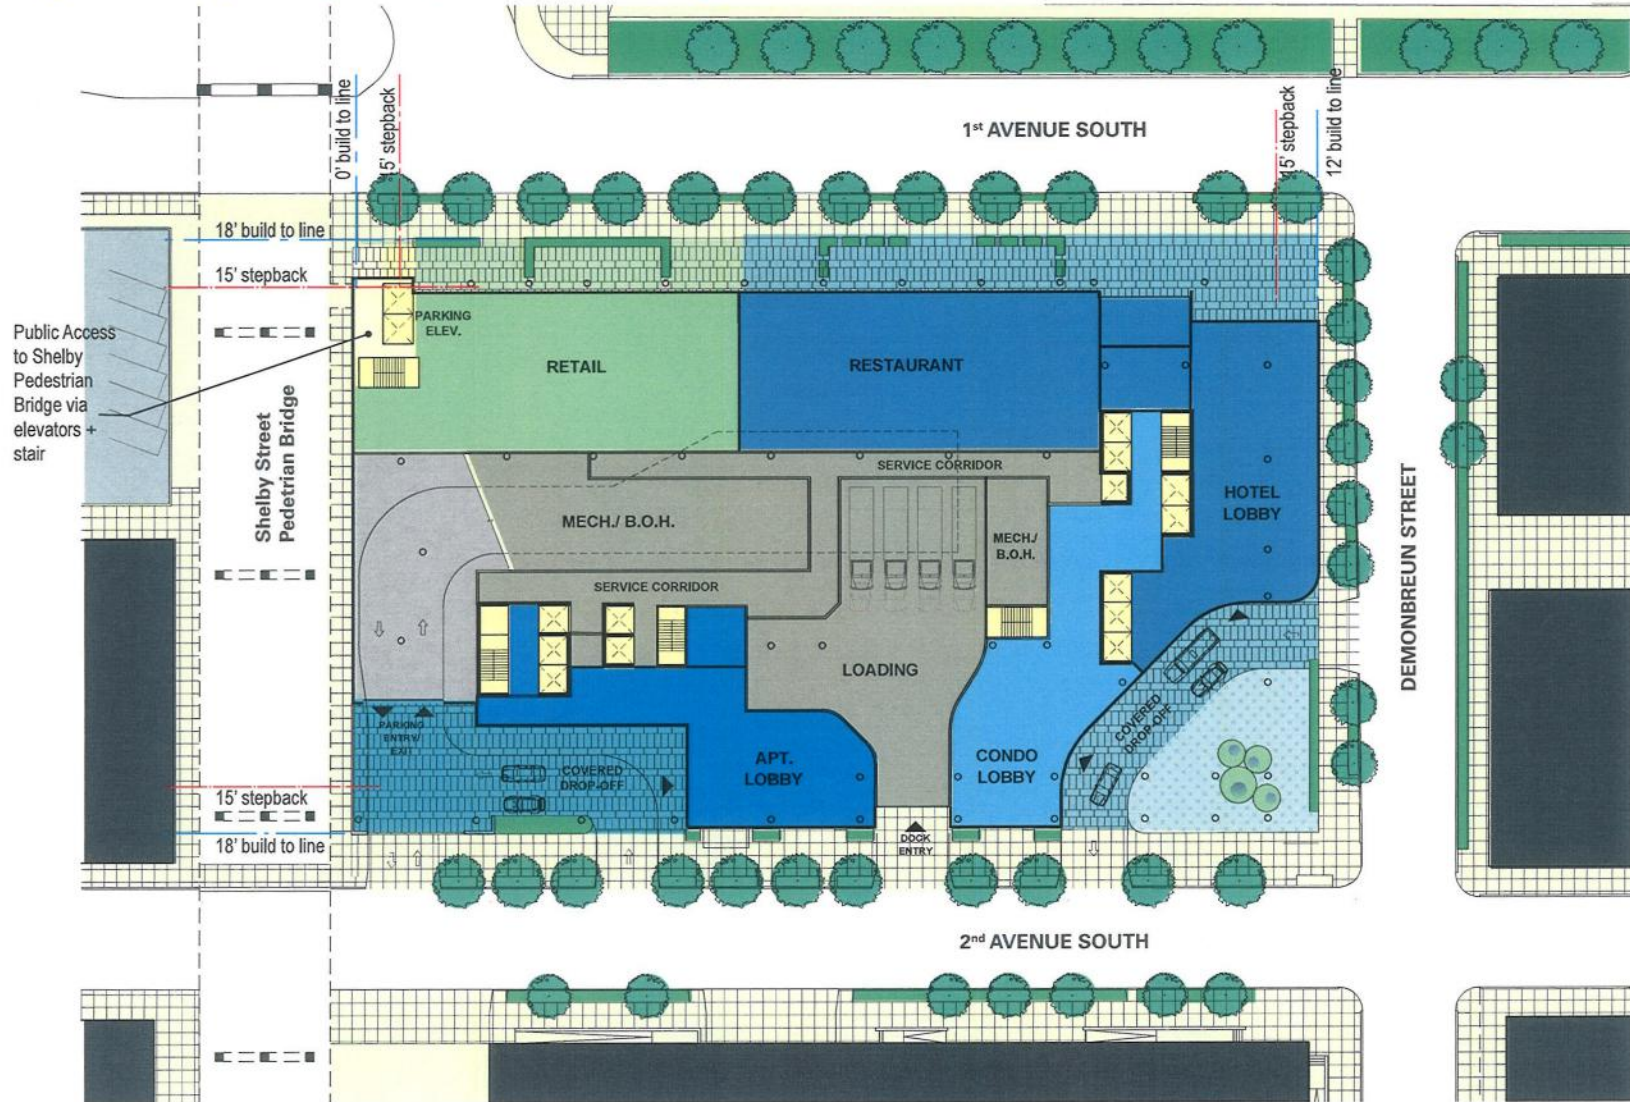 0' build to line
15' stepback
1st AVENUE SOUTH
15' stepback
12' build to line
18' build to line
15' stepback
Public Access
to Shelby
Pedestrian
Bridge via
elevators +
stair
Shelby Street
Pedetrian Bridge
PARKING
ELEV.
RETAIL
RESTAURANT
SERVICE CORRIDOR
HOTEL
LOBBY
MECH./ B.O.H.
MECH./
B.O.H.
SERVICE CORRIDOR
DEMONBREUN STREET
LOADING
PARKING
ENTRY/
EXIT
COVERED
DROP-OFF
APT.
LOBBY
CONDO
LOBBY
COVERED
DROP-OFF
15' stepback
18' build to line
DOCK
ENTRY
2nd AVENUE SOUTH